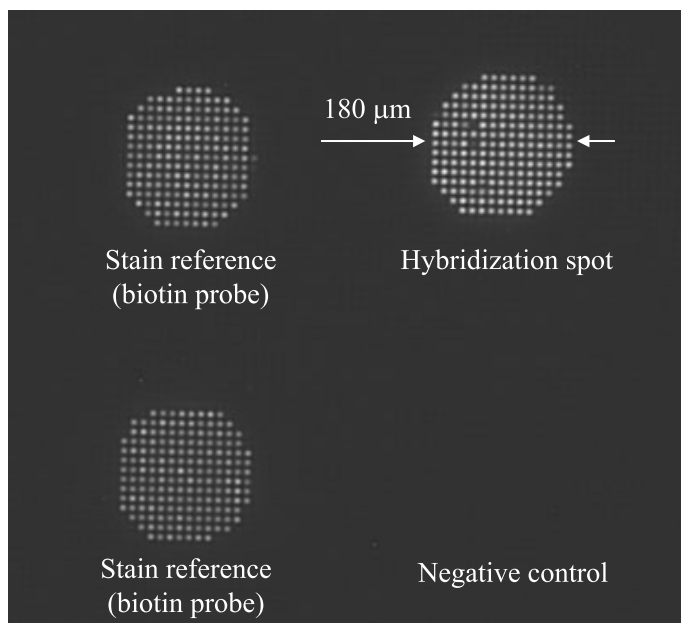 180 μm
Stain reference
(biotin probe)
Hybridization spot
Stain reference
(biotin probe)
Negative control